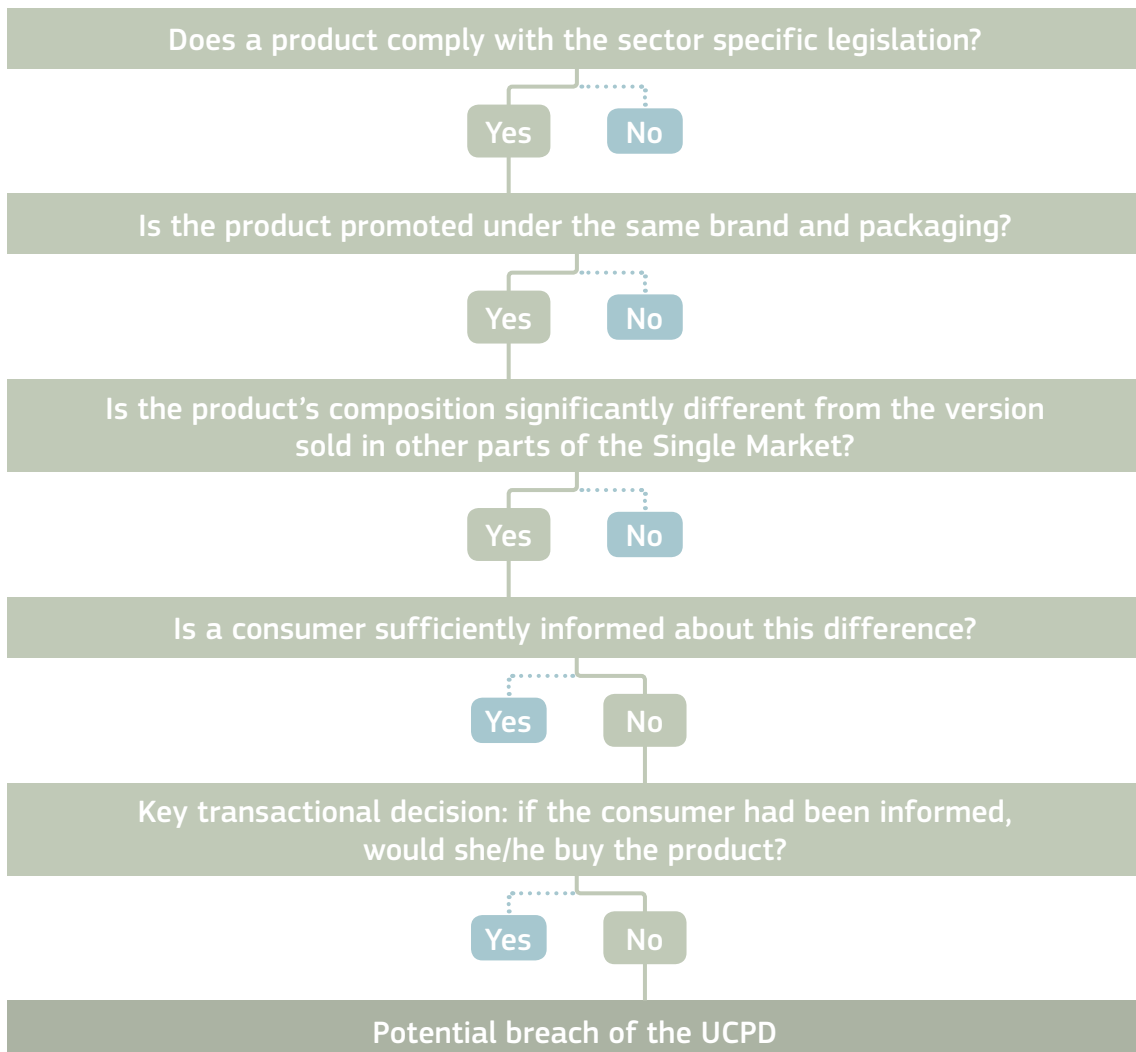 Does a product comply with the sector specific legislation?
Yes
No
Is the product promoted under the same brand and packaging?
Yes
No
Is the product’s composition significantly different from the version
sold in other parts of the Single Market?
Yes
No
Is a consumer sufficiently informed about this difference?
Yes
No
Key transactional decision: if the consumer had been informed,
would she/he buy the product?
Yes
No
Potential breach of the UCPD